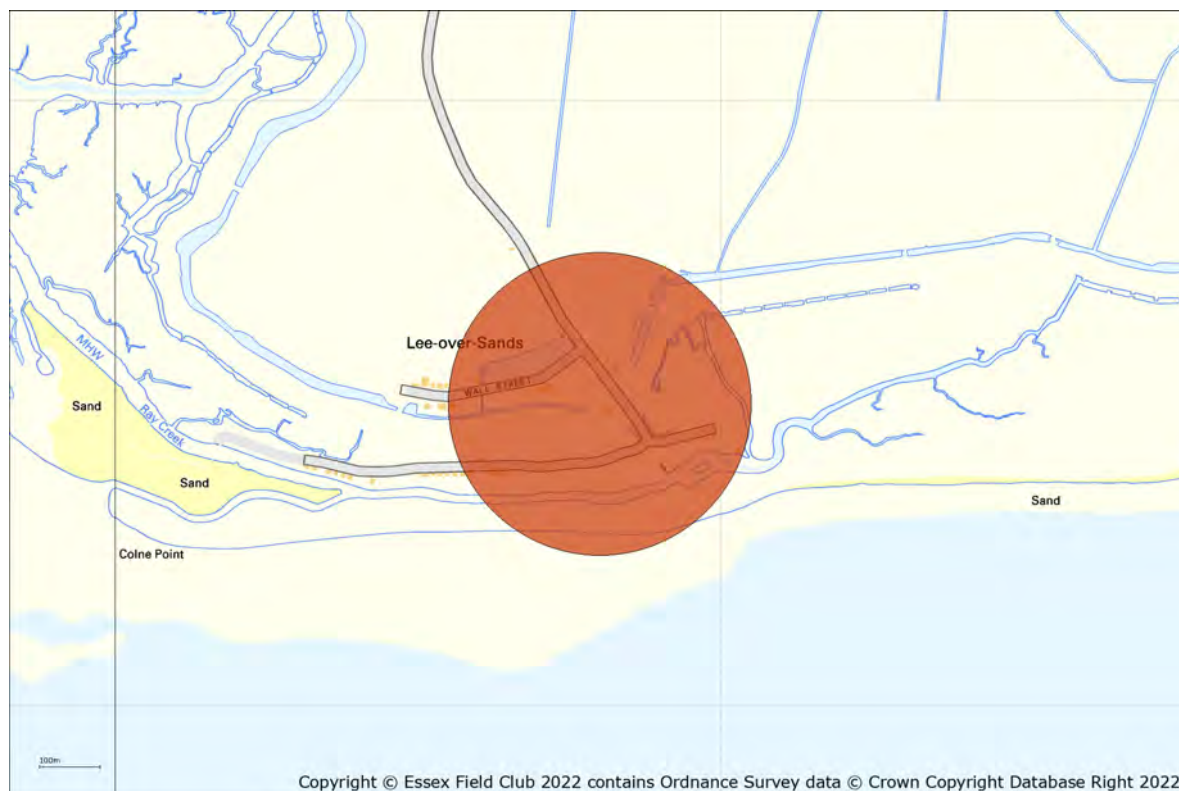 Lee-over-Sands
MHW
WALL STREET
Sand
Ray Creek
Sand
Sand
Colne Point
100m
Copyright © Essex Field Club 2022 contains Ordnance Survey data © Crown Copyright Database Right 2022